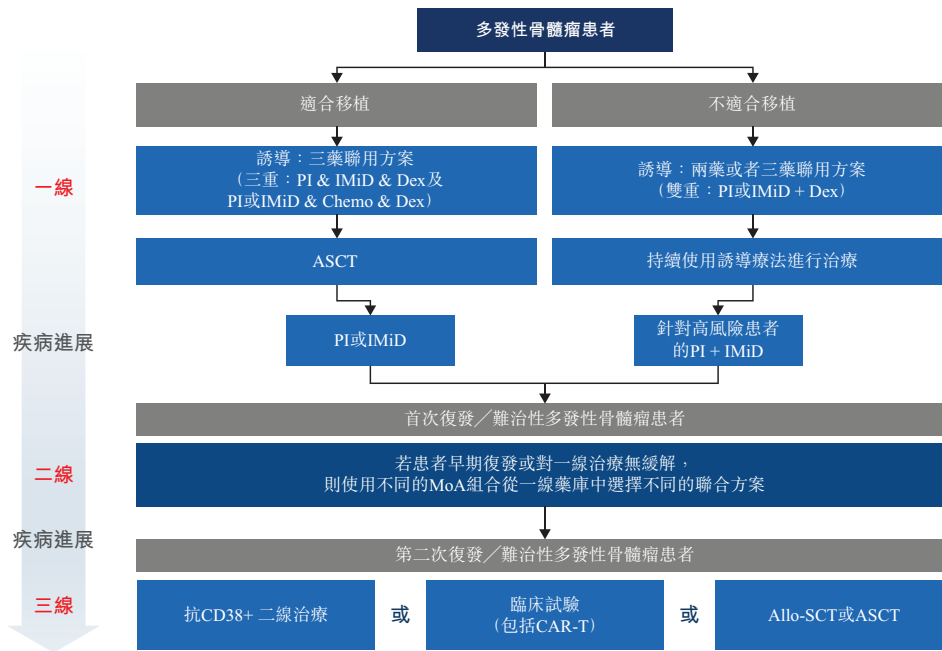 多發性骨髓瘤患者
適合移植
不適合移植
一線
誘導：三藥聯用方案
（三重：PI & IMiD & Dex及
PI或IMiD & Chemo & Dex）
誘導：兩藥或者三藥聯用方案
（雙重：PI或IMiD + Dex）
ASCT
持續使用誘導療法進行治療
疾病進展
PI或IMiD
針對高風險患者
的PI + IMiD
首次復發／難治性多發性骨髓瘤患者
二線
若患者早期復發或對一線治療無緩解，
則使用不同的MoA組合從一線藥庫中選擇不同的聯合方案
疾病進展
第二次復發／難治性多發性骨髓瘤患者
三線
抗CD38+ 二線治療
或
臨床試驗
（包括CAR-T）
或
Allo-SCT或ASCT